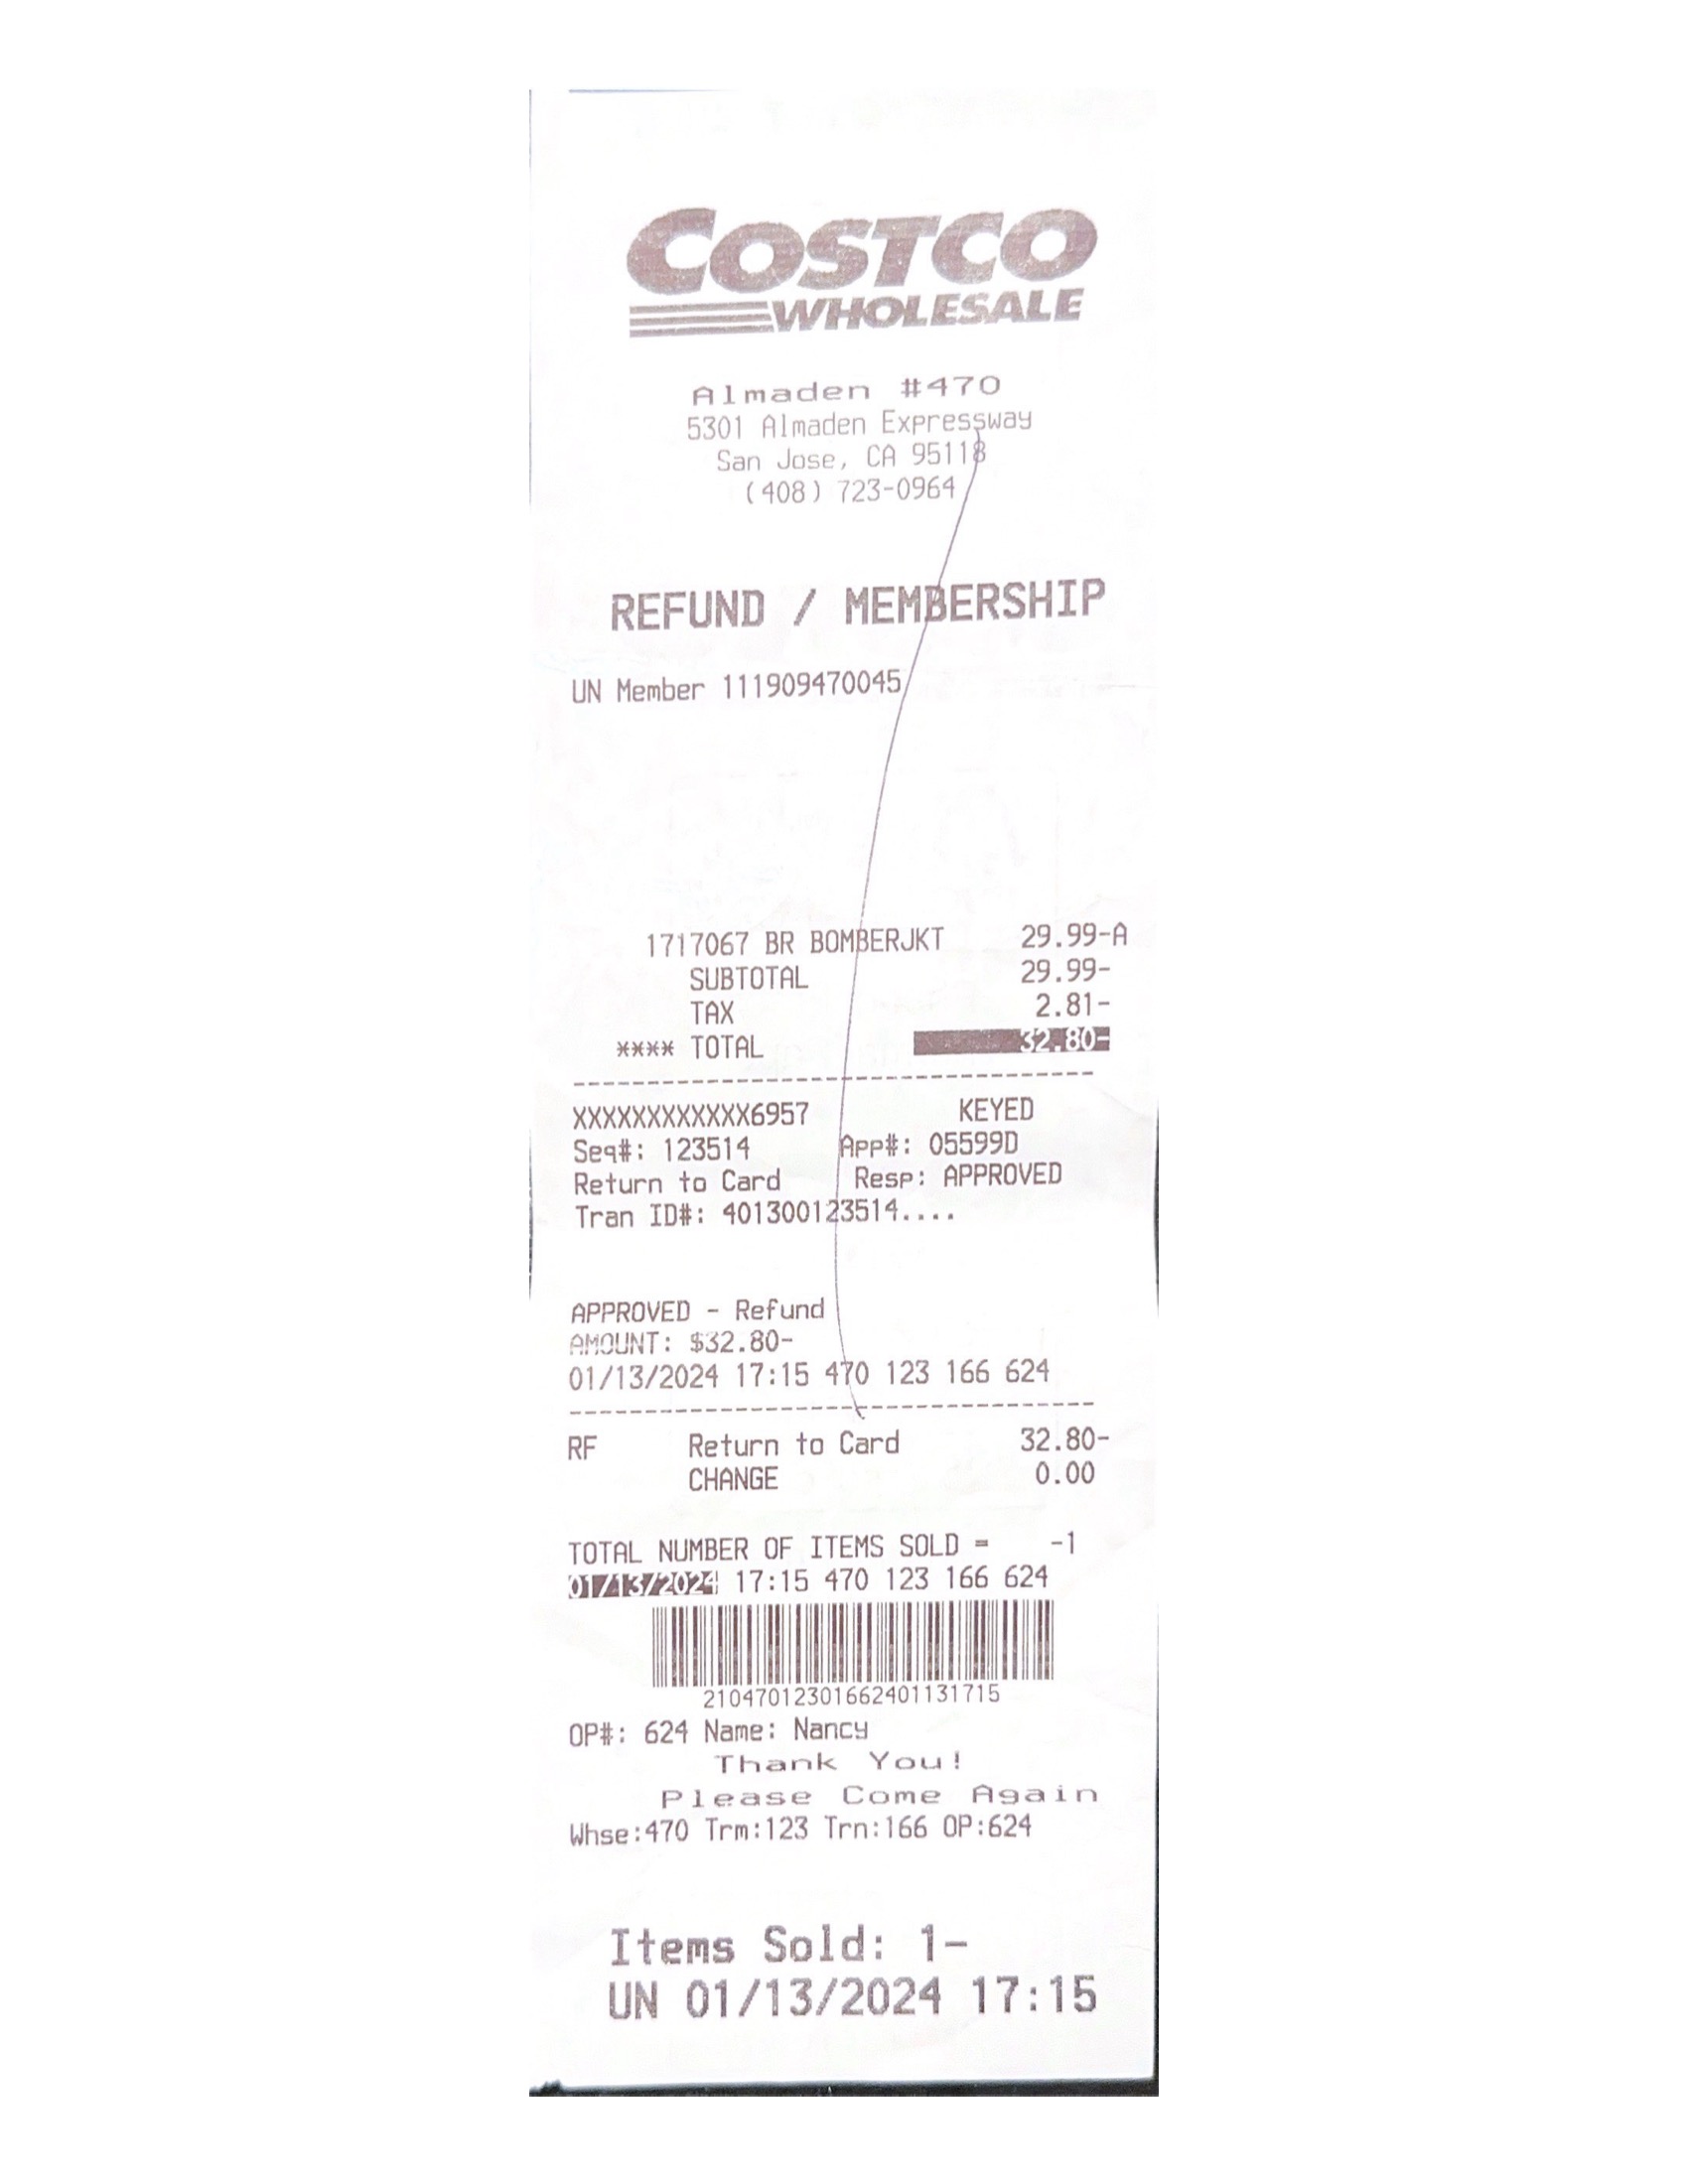 COSTCO
WHOLESALE
Almaden #470
5301 Almaden Expressway
San Jose, CA 95118
(408) 723-0964
REFUND / MEMBERSHIP
UN Member 111909470045
1717067 BR BOMBERJKT 29.99-A
SUBTOTAL 29.99-
TAX 2.81-
**** TOTAL 32.80-
XXXXXXXXXXXX6957 KEYED
Seq#: 123514 App#: 05599D
Return to Card Resp: APPROVED
Tran ID#: 401300123514....
APPROVED - Refund
AMOUNT: $32.80-
01/13/2024 17:15 470 123 166 624
RF Return to Card 32.80-
CHANGE 0.00
TOTAL NUMBER OF ITEMS SOLD = -1
01/13/2024 17:15 470 123 166 624
21047012301662401131715
OP#: 624 Name: Nancy
Thank You!
Please Come Again
Whse:470 Trm:123 Trn:166 OP:624
Items Sold: 1-
UN 01/13/2024 17:15